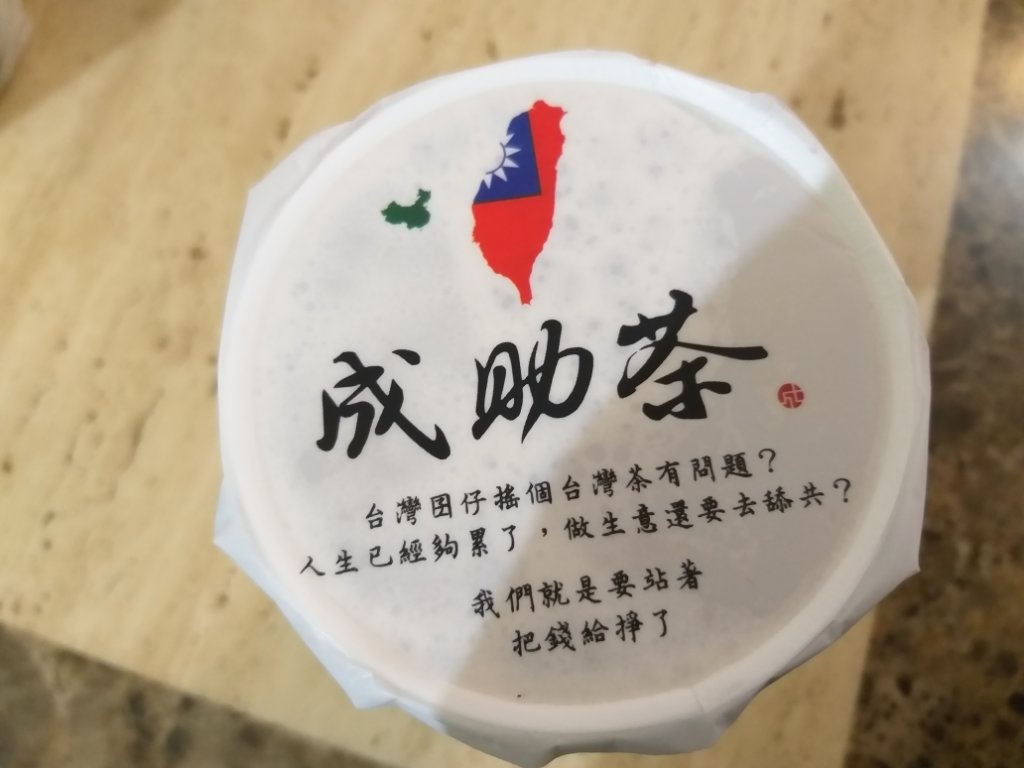 成助茶
成
台灣囝仔搖個台灣茶有問題？
人生已經夠累了，做生意還要去舔共？
我們就是要站著
把錢給掙了